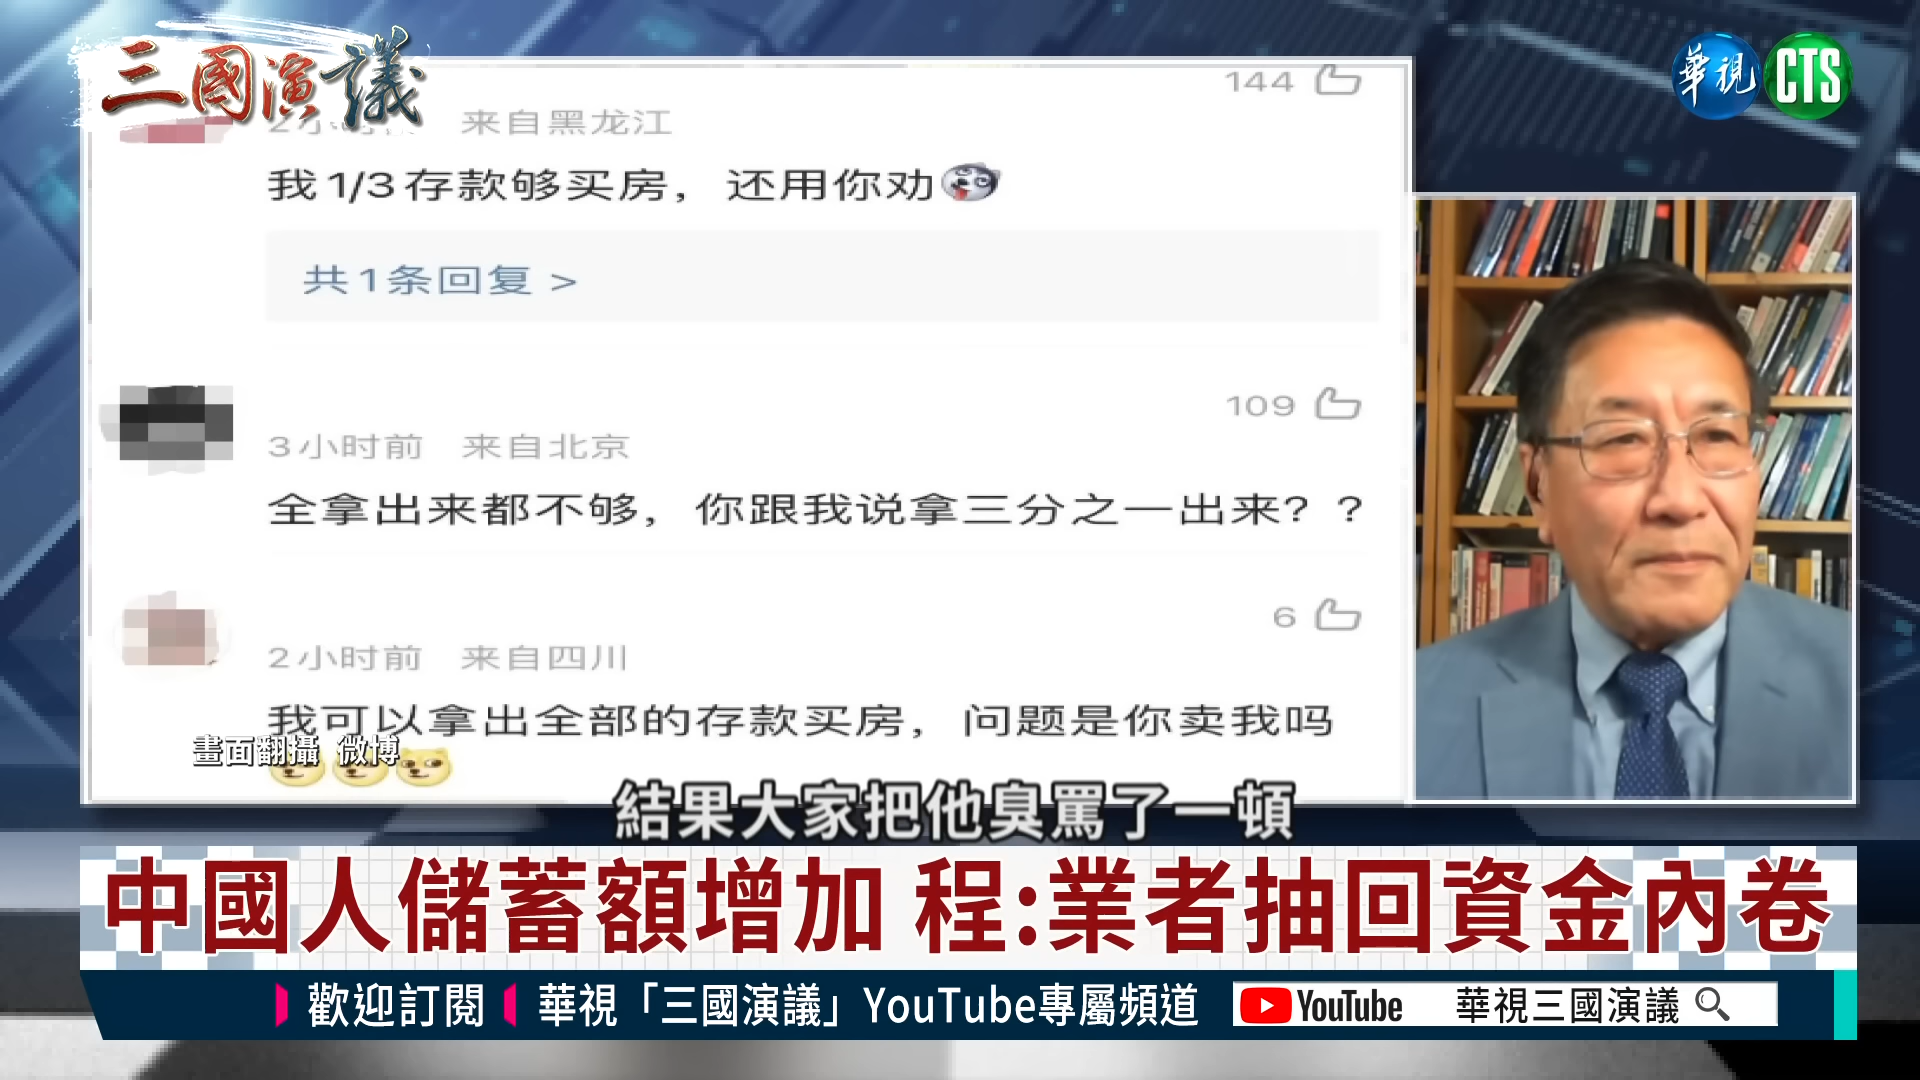 三國演議
華視 CTS
144
来自黑龙江
我1/3存款够买房，还用你劝
共1条回复 >
109
3小时前 来自北京
全拿出来都不够，你跟我说拿三分之一出来？？
6
2小时前 来自四川
我可以拿出全部的存款买房，问题是你卖我吗
畫面翻攝 微博
結果大家把他臭罵了一頓
中國人儲蓄額增加 程:業者抽回資金內卷
歡迎訂閱 華視「三國演議」YouTube專屬頻道 YouTube 華視三國演議